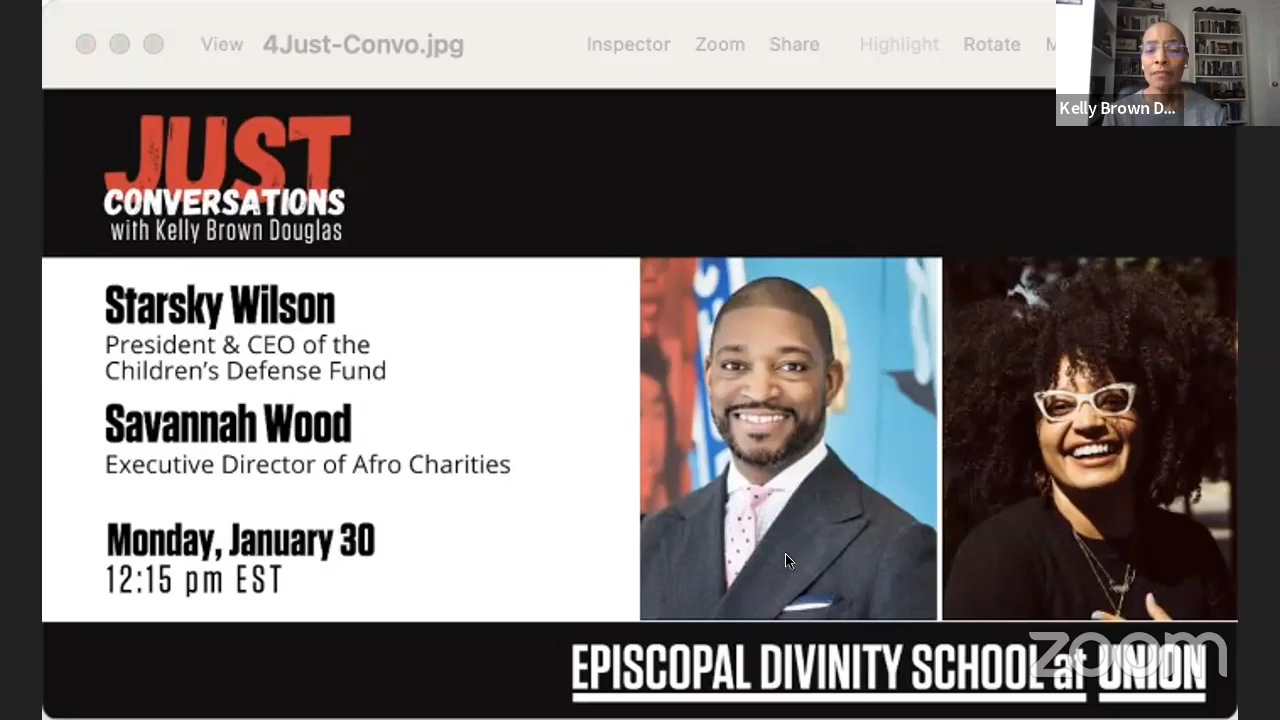 View 4Just-Convo.jpg Inspector Zoom Share Highlight Rotate M
Kelly Brown D...
JUST
CONVERSATIONS
with Kelly Brown Douglas
Starsky Wilson
President & CEO of the
Children's Defense Fund
Savannah Wood
Executive Director of Afro Charities
Monday, January 30
12:15 pm EST
EPISCOPAL DIVINITY SCHOOL at UNION
zoom